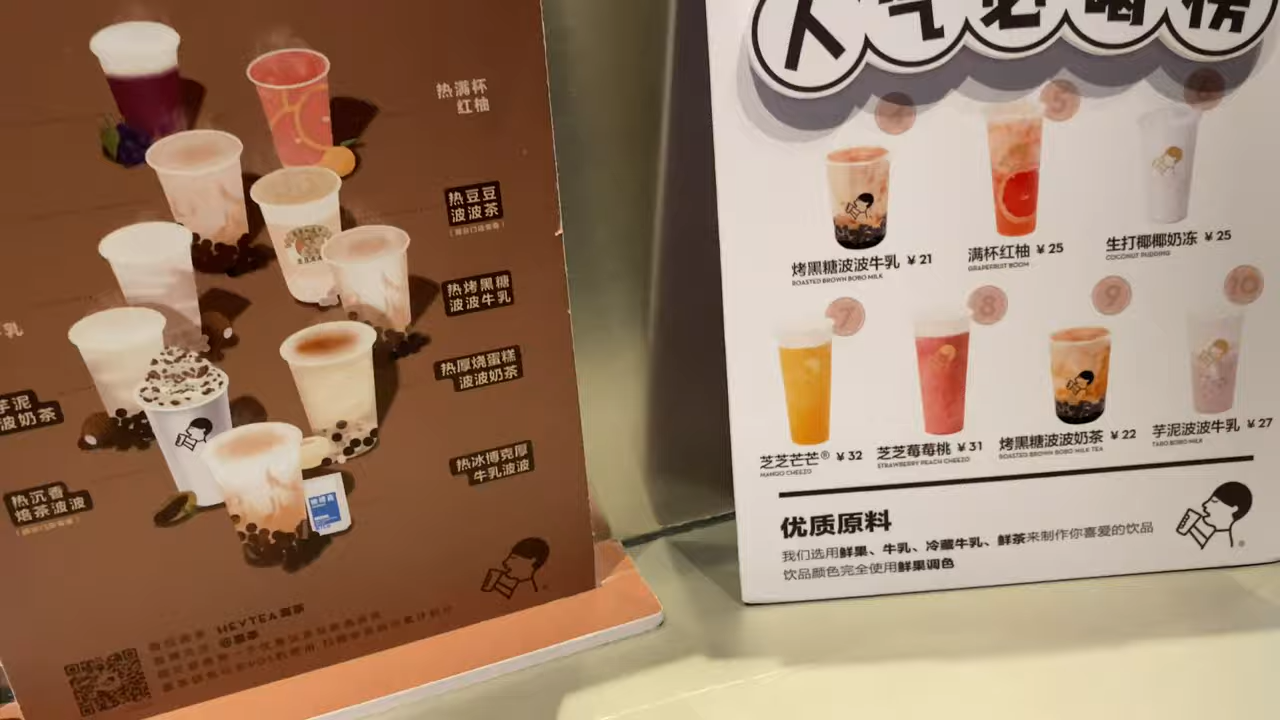 热满杯
红柚
热豆豆
波波茶
热烤黑糖
波波牛乳
热厚烧蛋糕
波波奶茶
热冰博克厚
牛乳波波
乳
芋泥
波奶茶
热沉香
焙茶波波
人气必喝榜
5
烤黑糖波波牛乳 ¥21
ROASTED BROWN BOBO MILK
满杯红柚 ¥25
GRAPEFRUIT BOOM
生打椰椰奶冻 ¥25
COCONUT PUDDING
7
8
9
10
芝芝芒芒® ¥32
MANGO CHEEZO
芝芝莓莓桃 ¥31
STRAWBERRY PEACH CHEEZO
烤黑糖波波奶茶 ¥22
ROASTED BROWN BOBO MILK TEA
芋泥波波牛乳 ¥27
TARO BOBO MILK
优质原料
我们选用鲜果、牛乳、冷藏牛乳、鲜茶来制作你喜爱的饮品
饮品颜色完全使用鲜果调色